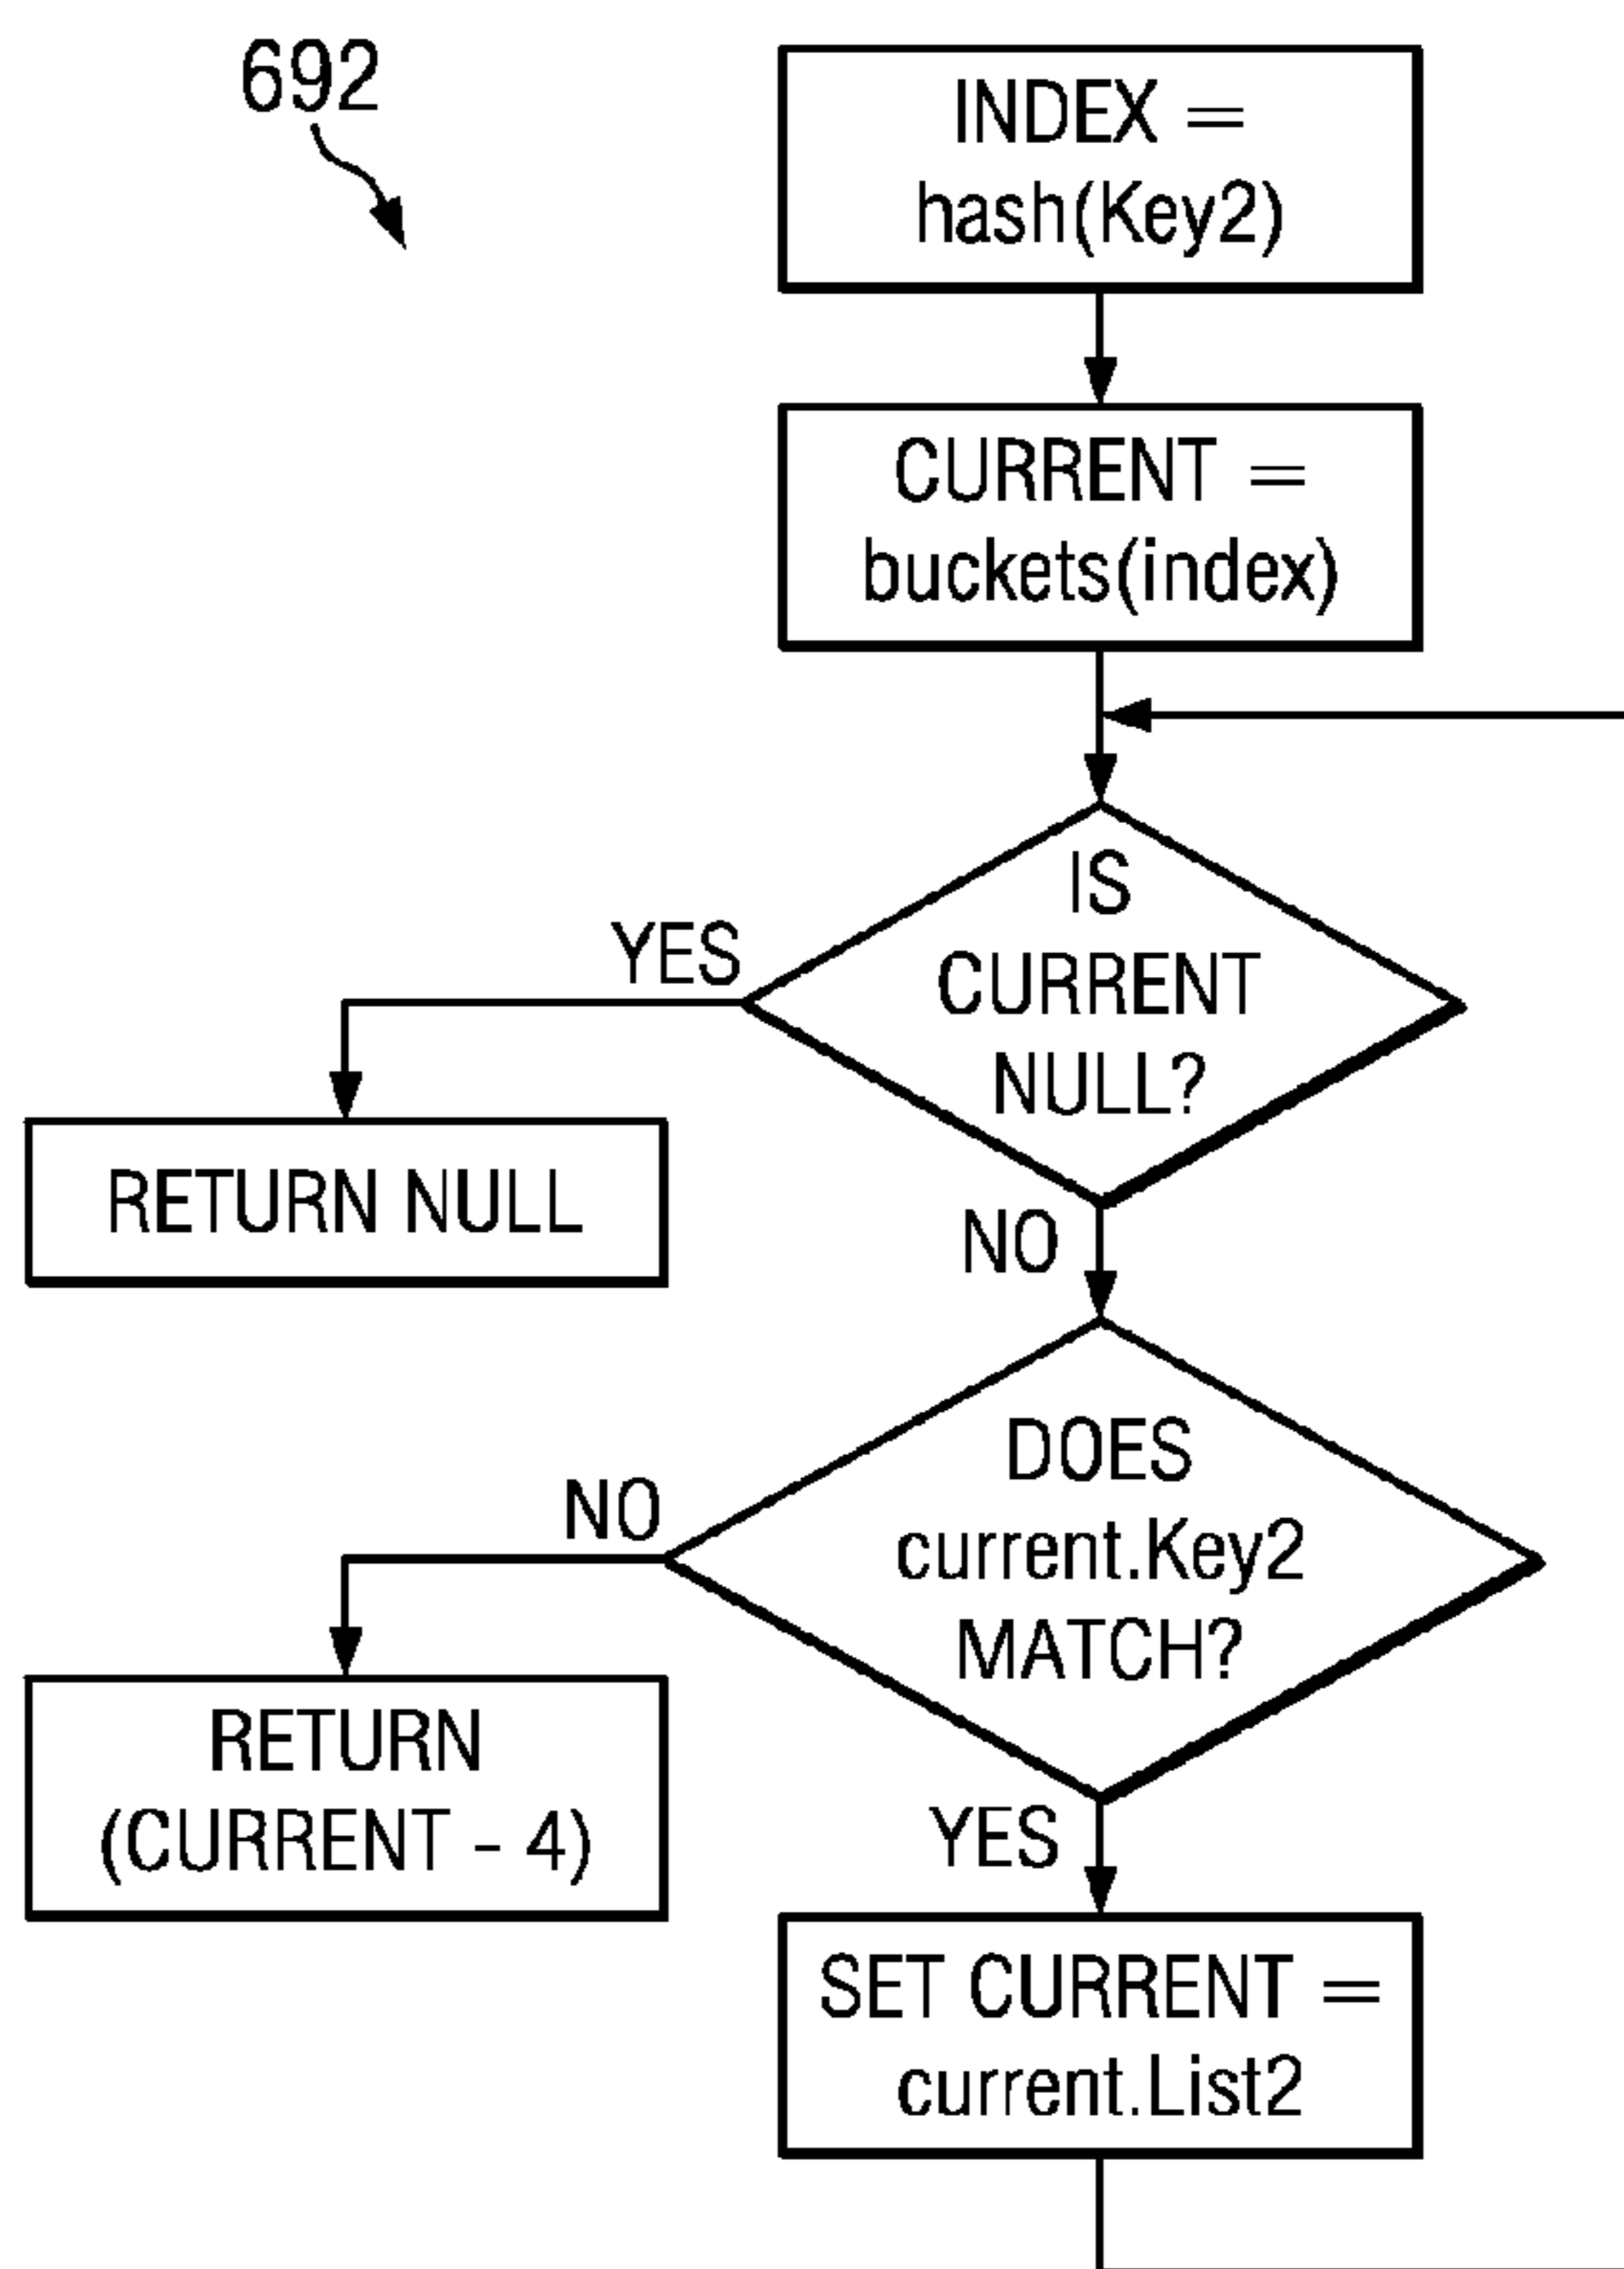 692
INDEX =
hash(Key2)
CURRENT =
buckets(index)
IS
CURRENT
NULL?
YES
RETURN NULL
NO
DOES
current.Key2
MATCH?
NO
RETURN
(CURRENT - 4)
YES
SET CURRENT =
current.List2